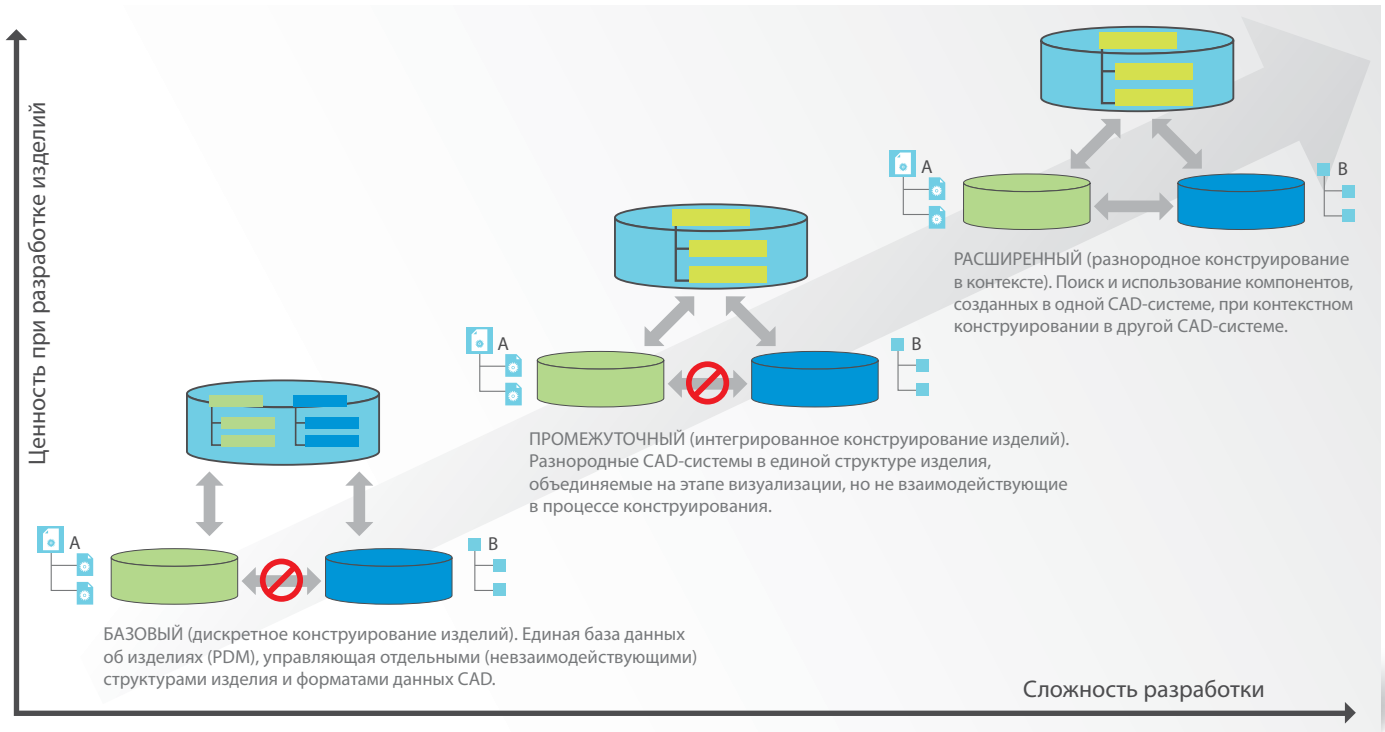 Ценность при разработке изделий
A
B
РАСШИРЕННЫЙ (разнородное конструирование
в контексте). Поиск и использование компонентов,
созданных в одной CAD-системе, при контекстном
конструировании в другой CAD-системе.
A
B
ПРОМЕЖУТОЧНЫЙ (интегрированное конструирование изделий).
Разнородные CAD-системы в единой структуре изделия,
объединяемые на этапе визуализации, но не взаимодействующие
в процессе конструирования.
A
B
БАЗОВЫЙ (дискретное конструирование изделий). Единая база данных
об изделиях (PDM), управляющая отдельными (невзаимодействующими)
структурами изделия и форматами данных CAD.
Сложность разработки